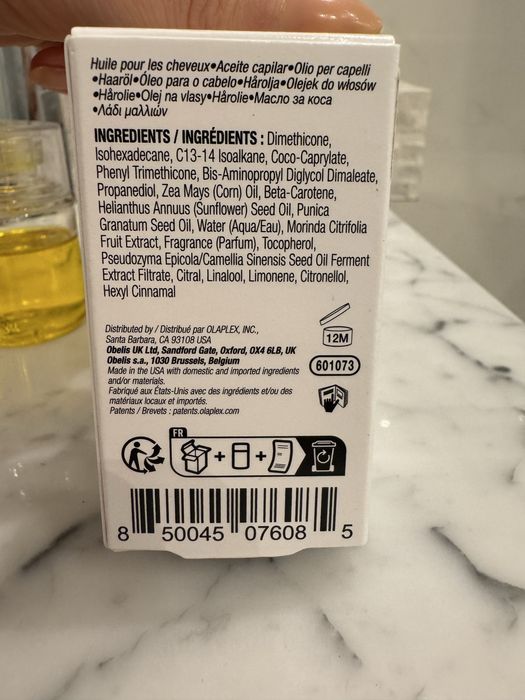 Huile pour les cheveux•Aceite capilar•Olio per capelli
•Haaröl•Óleo para o cabelo•Hårolja•Olejek do włosów
•Hårolie•Olej na vlasy•Hårolie•Масло за коса
•Λάδι μαλλιών
INGREDIENTS / INGRÉDIENTS : Dimethicone,
Isohexadecane, C13-14 Isoalkane, Coco-Caprylate,
Phenyl Trimethicone, Bis-Aminopropyl Diglycol Dimaleate,
Propanediol, Zea Mays (Corn) Oil, Beta-Carotene,
Helianthus Annuus (Sunflower) Seed Oil, Punica
Granatum Seed Oil, Water (Aqua/Eau), Morinda Citrifolia
Fruit Extract, Fragrance (Parfum), Tocopherol,
Pseudozyma Epicola/Camellia Sinensis Seed Oil Ferment
Extract Filtrate, Citral, Linalool, Limonene, Citronellol,
Hexyl Cinnamal
Distributed by / Distribué par OLAPLEX, INC.,
Santa Barbara, CA 93108 USA
Obelis UK Ltd, Sandford Gate, Oxford, OX4 6LB, UK
Obelis s.a., 1030 Brussels, Belgium
Made in the USA with domestic and imported ingredients
and/or materials.
Fabriqué aux États-Unis avec des ingrédients et/ou des
matériaux locaux et importés.
Patents / Brevets : patents.olaplex.com
12M
601073
FR
8 50045 07608 5